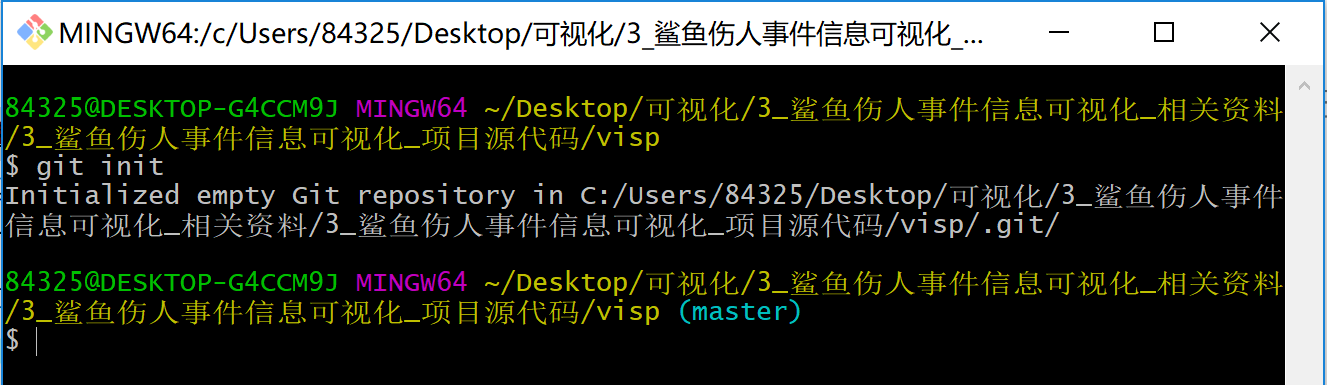 MINGW64:/c/Users/84325/Desktop/可视化/3_鲨鱼伤人事件信息可视化_...
84325@DESKTOP-G4CCM9J MINGW64 ~/Desktop/可视化/3_鲨鱼伤人事件信息可视化_相关资料
/3_鲨鱼伤人事件信息可视化_项目源代码/visp
$ git init
Initialized empty Git repository in C:/Users/84325/Desktop/可视化/3_鲨鱼伤人事件
信息可视化_相关资料/3_鲨鱼伤人事件信息可视化_项目源代码/visp/.git/
84325@DESKTOP-G4CCM9J MINGW64 ~/Desktop/可视化/3_鲨鱼伤人事件信息可视化_相关资料
/3_鲨鱼伤人事件信息可视化_项目源代码/visp (master)
$